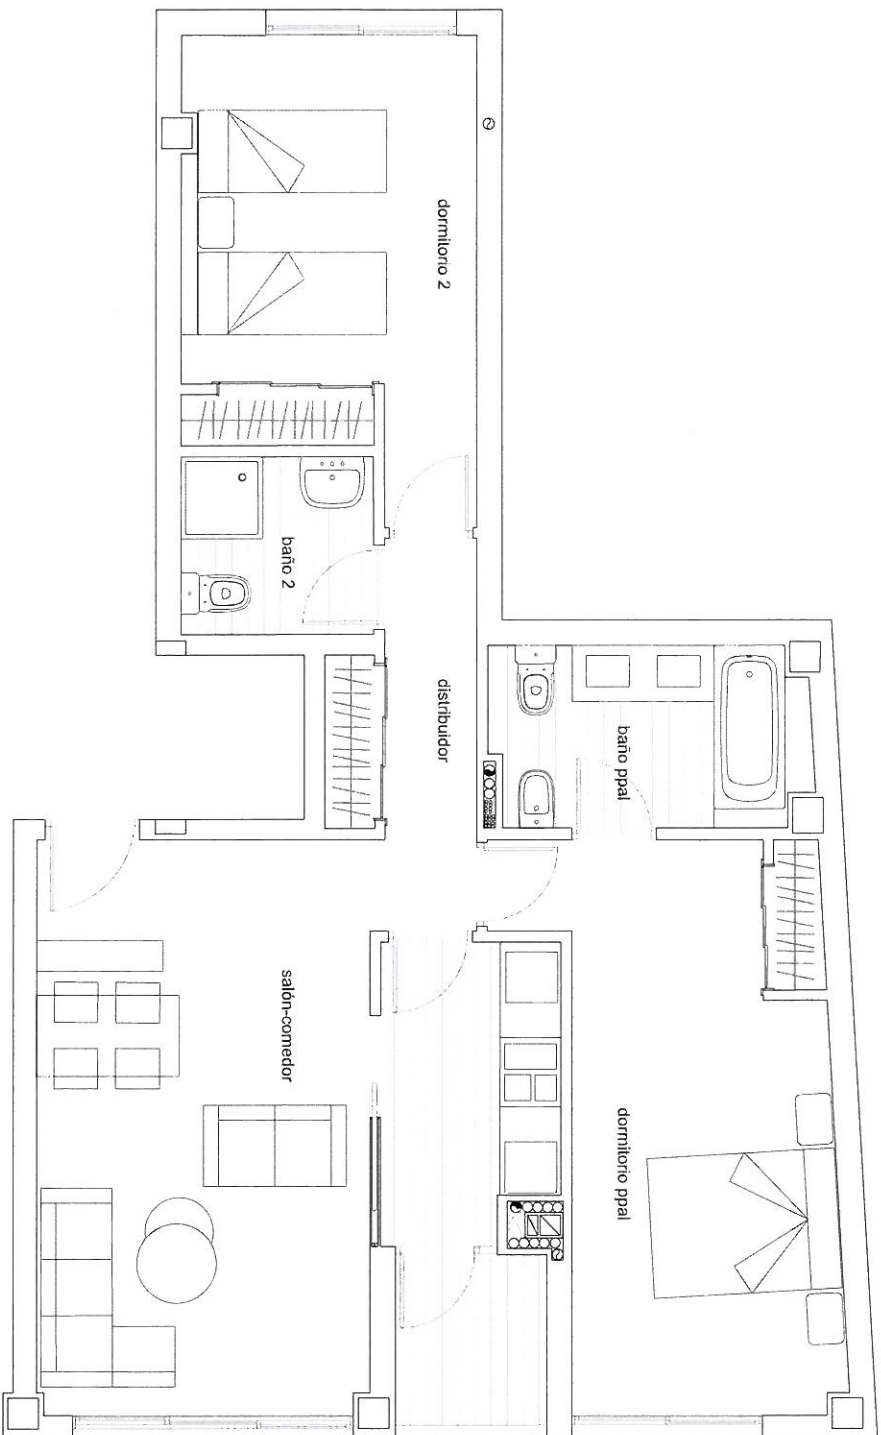 dormitorio 2
baño 2
distribuidor
baño ppal
salón-comedor
dormitorio ppal